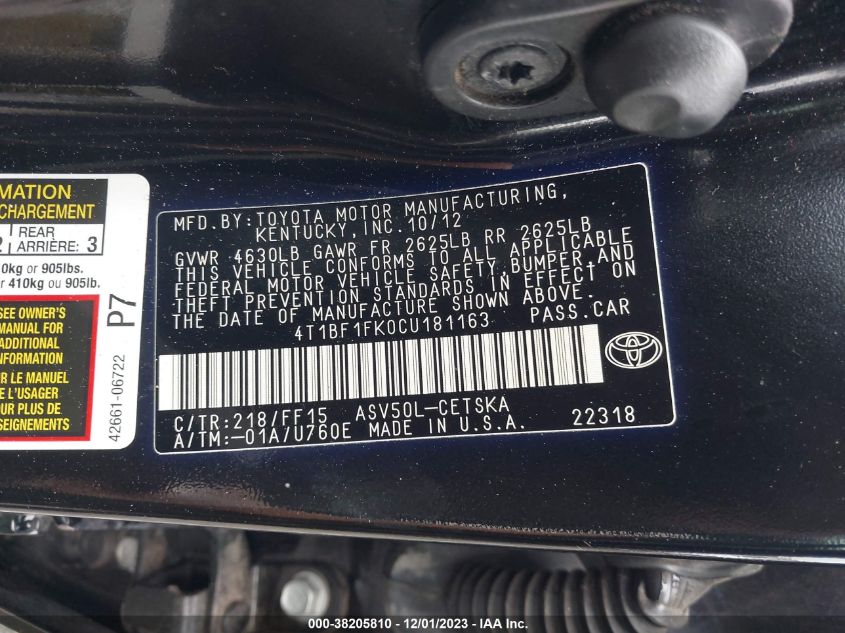 MATION
CHARGEMENT
2 REAR
ARRIÈRE: 3
0kg or 905lbs.
r 410kg ou 905lb.
SEE OWNER'S
MANUAL FOR
ADDITIONAL
INFORMATION
R LE MANUEL
E L'USAGER
OUR PLUS DE
SEIGNEMENTS
P7
42661-06722
MFD. BY: TOYOTA MOTOR MANUFACTURING,
KENTUCKY, INC. 10/12
GVWR 4630LB GAWR FR 2625LB RR 2625LB
THIS VEHICLE CONFORMS TO ALL APPLICABLE
FEDERAL MOTOR VEHICLE SAFETY, BUMPER, AND
THEFT PREVENTION STANDARDS IN EFFECT ON
THE DATE OF MANUFACTURE SHOWN ABOVE.
4T1BF1FK0CU181163 PASS. CAR
C/TR: 218/FF15 ASV50L-CETSKA
A/TM: -01A/U760E MADE IN U.S.A. 22318
000-38205810 - 12/01/2023 - IAA Inc.